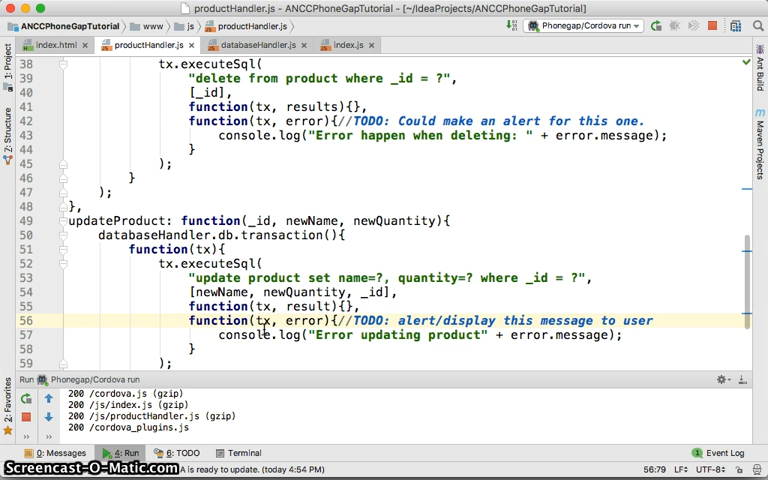 productHandler.js - ANCCPhoneGapTutorial - [~/IdeaProjects/ANCCPhoneGapTutorial]
ANCCPhoneGapTutorial www js productHandler.js Phonegap/Cordova run
index.html productHandler.js databaseHandler.js index.js
1: Project
7: Structure
2: Favorites
Ant Build
Maven Projects
38 tx.executeSql(
39 "delete from product where _id = ?",
40 [_id],
41 function(tx, results){},
42 function(tx, error){//TODO: Could make an alert for this one.
43 console.log("Error happen when deleting: " + error.message);
44 }
45 );
46 }
47 );
48 },
49 updateProduct: function(_id, newName, newQuantity){
50 databaseHandler.db.transaction(){
51 function(tx){
52 tx.executeSql(
53 "update product set name=?, quantity=? where _id = ?",
54 [newName, newQuantity, _id],
55 function(tx, result){},
56 function(tx, error){//TODO: alert/display this message to user
57 console.log("Error updating product" + error.message);
58 }
59 );
Run Phonegap/Cordova run
200 /cordova.js (gzip)
200 /js/index.js (gzip)
200 /js/productHandler.js (gzip)
200 /cordova_plugins.js
0: Messages 4: Run 6: TODO Terminal Event Log
Screencast-O-Matic.com
A is ready to update. (today 4:54 PM) 56:79 LF UTF-8